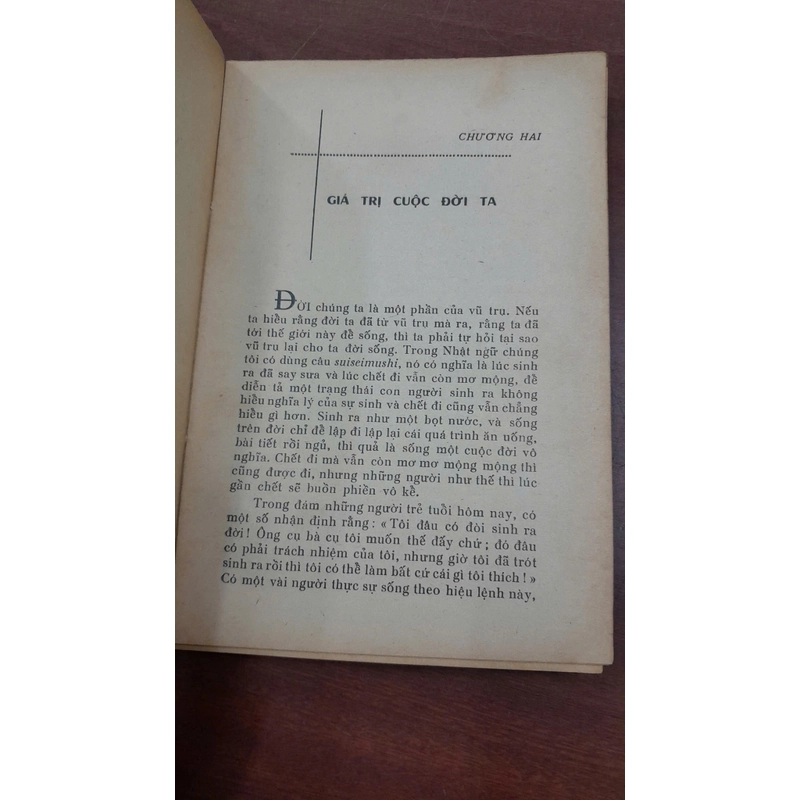 CHƯƠNG HAI
GIÁ TRỊ CUỘC ĐỜI TA
ĐỜI chúng ta là một phần của vũ trụ. Nếu
ta hiểu rằng đời ta đã từ vũ trụ mà ra, rằng ta đã
tới thế giới này để sống, thì ta phải tự hỏi tại sao
vũ trụ lại cho ta đời sống. Trong Nhật ngữ chúng
tôi có dùng câu suiseimushi, nó có nghĩa là lúc sinh
ra đã say sưa và lúc chết đi vẫn còn mơ mộng, để
diễn tả một trạng thái con người sinh ra không
hiểu nghĩa lý của sự sinh và chết đi cũng vẫn chẳng
hiểu gì hơn. Sinh ra như một bọt nước, và sống
trên đời chỉ để lập đi lập lại cái quá trình ăn uống,
bài tiết rồi ngủ, thì quả là sống một cuộc đời vô
nghĩa. Chết đi mà vẫn còn mơ mơ mộng mộng thì
cũng được đi, nhưng những người như thế thì lúc
gần chết sẽ buồn phiền vô kể.
Trong đám những người trẻ tuổi hôm nay, có
một số nhận định rằng : « Tôi đâu có đòi sinh ra
đời ! Ông cụ bà cụ tôi muốn thế đấy chứ ; đó đâu
có phải trách nhiệm của tôi, nhưng giờ tôi đã trót
sinh ra rồi thì tôi có thể làm bất cứ cái gì tôi thích ! »
Có một vài người thực sự sống theo hiệu lệnh này,